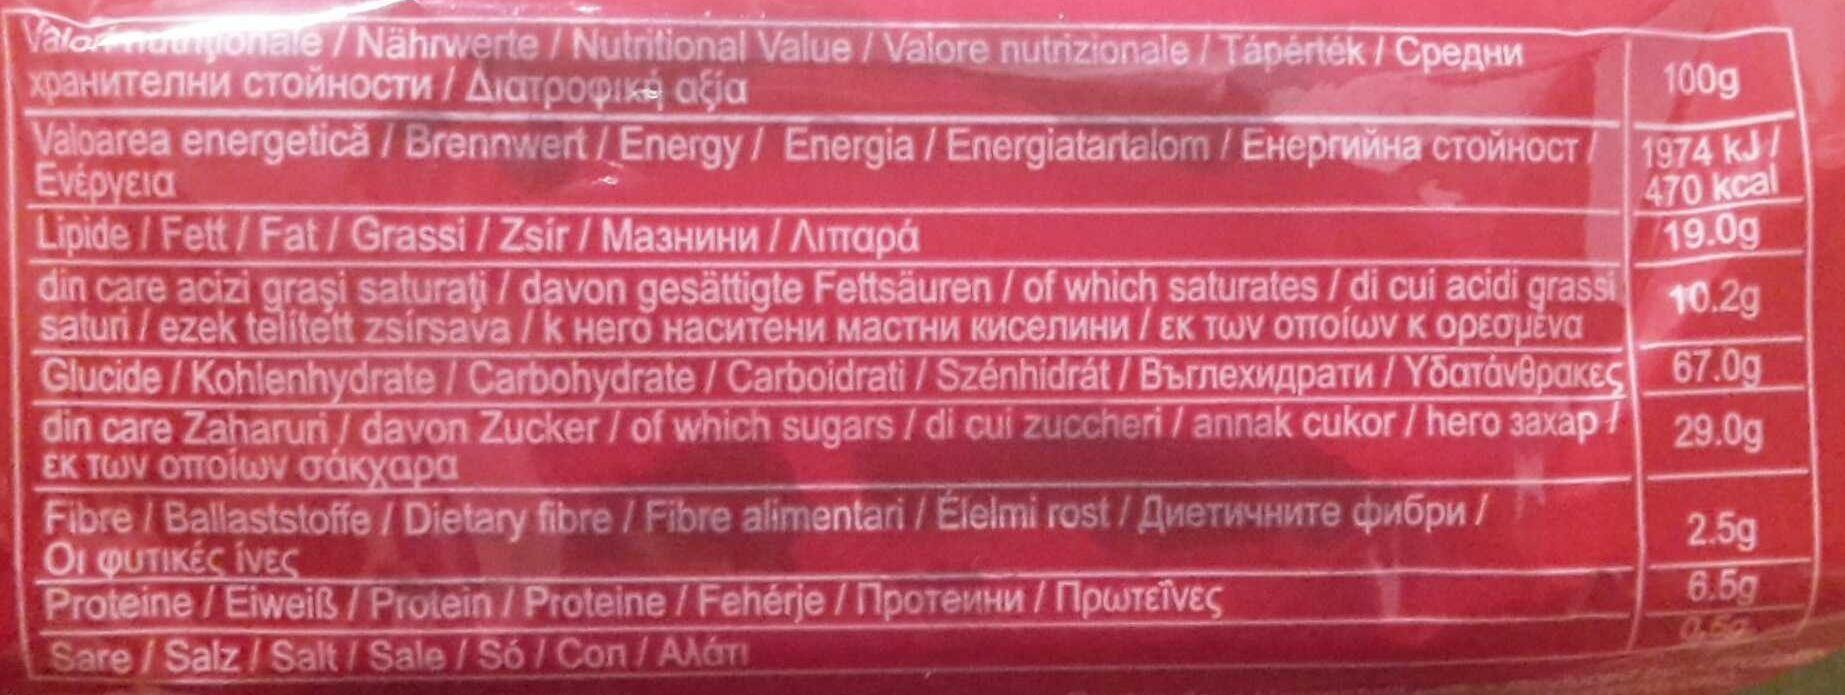 Nährwerte / Nutritional Value / Valore nutrizionale / Tápérték / Средни
хранителни стойности / Διατροφική αξία
100g
Valoarea energetică / Brennwert / Energy / Energia / Energiatartalom / Енергийна стойност /
Ενέργεια
1974 kJ /
470 kcal
Lipide / Fett / Fat / Grassi / Zsír / Мазнини / Λιπαρά
19.0g
din care acizi grași saturați / davon gesättigte Fettsäuren / of which saturates / di cui acidi grassi
saturi / ezek telített zsírsava / k него наситени мастни киселини / εκ των οποίων κ ορεσμένα
10.2g
Glucide / Kohlenhydrate / Carbohydrate / Carboidrati / Szénhidrát / Въглехидрати / Υδατάνθρακες
67.0g
din care Zaharuri / davon Zucker / of which sugars / di cui zuccheri / annak cukor / hero захар /
εκ των οποίων σάκχαρα
29.0g
Fibre / Ballaststoffe / Dietary fibre / Fibre alimentari / Élelmi rost / Диетичните фибри /
Οι φυτικές ίνες
2.5g
Proteine / Eiweiß / Protein / Proteine / Fehérje / Протеини / Πρωτεΐνες
6.5g
Sare / Salz / Salt / Sale / Só / Сол / Αλάτι